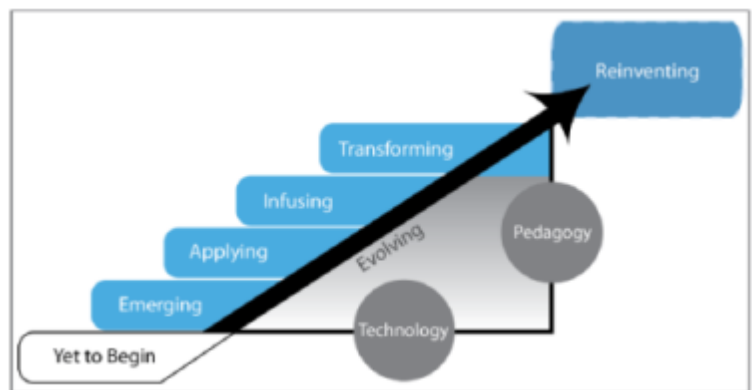 Reinventing
Transforming
Infusing
Pedagogy
Applying
Evolving
Emerging
Technology
Yet to Begin